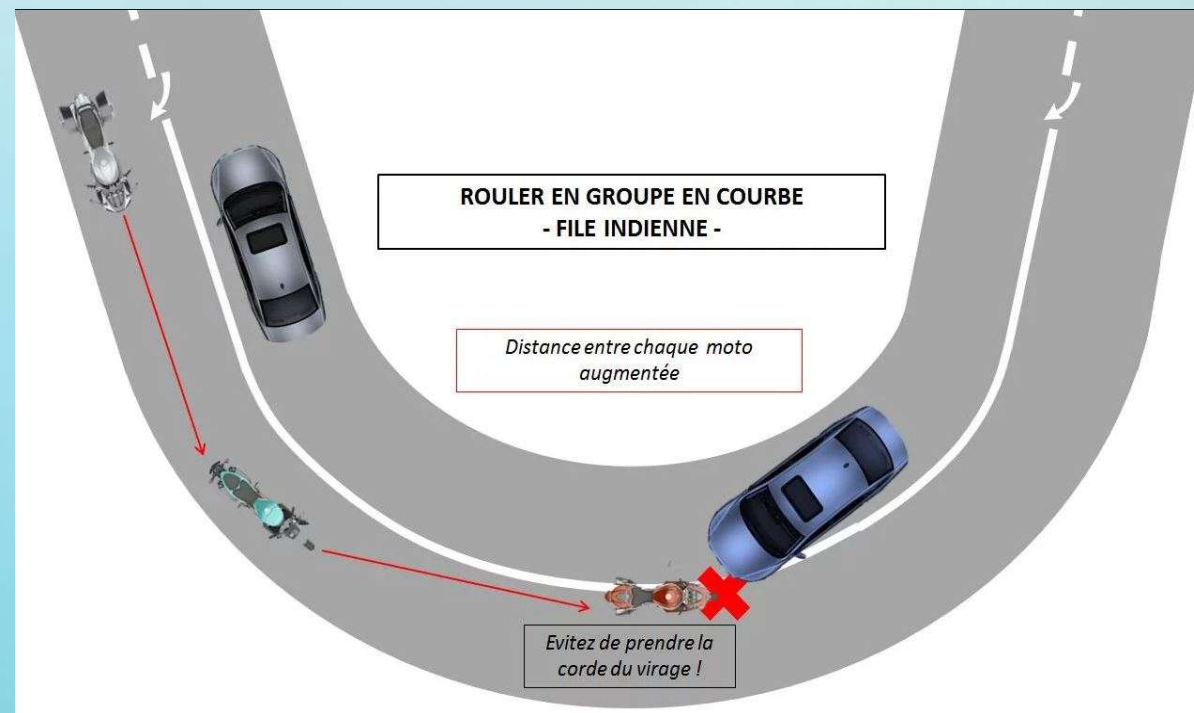 ROULER EN GROUPE EN COURBE
- FILE INDIENNE -
Distance entre chaque moto
augmentée
Evitez de prendre la
corde du virage !